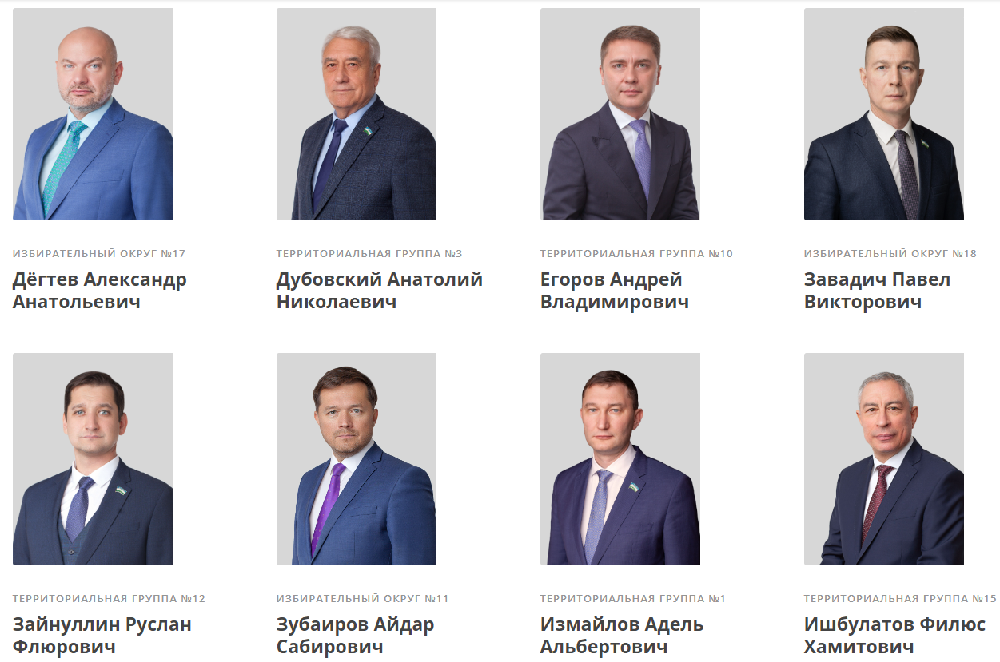 ИЗБИРАТЕЛЬНЫЙ ОКРУГ №17
Дёгтев Александр
Анатольевич
ТЕРРИТОРИАЛЬНАЯ ГРУППА №3
Дубовский Анатолий
Николаевич
ТЕРРИТОРИАЛЬНАЯ ГРУППА №10
Егоров Андрей
Владимирович
ИЗБИРАТЕЛЬНЫЙ ОКРУГ №18
Завадич Павел
Викторович
ТЕРРИТОРИАЛЬНАЯ ГРУППА №12
Зайнуллин Руслан
Флюрович
ИЗБИРАТЕЛЬНЫЙ ОКРУГ №11
Зубаиров Айдар
Сабирович
ТЕРРИТОРИАЛЬНАЯ ГРУППА №1
Измайлов Адель
Альбертович
ТЕРРИТОРИАЛЬНАЯ ГРУППА №15
Ишбулатов Филюс
Хамитович